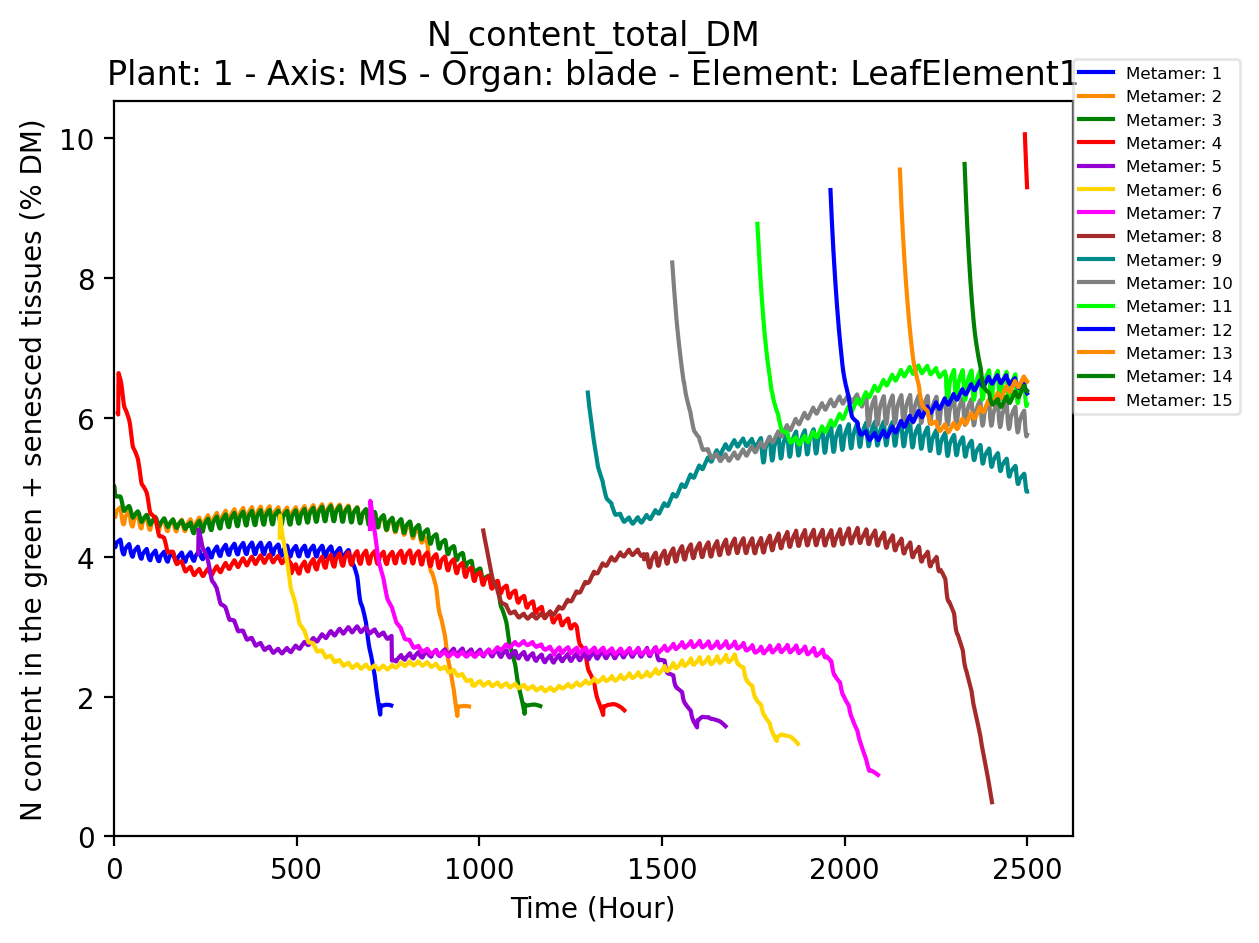 N_content_total_DM
Plant: 1 - Axis: MS - Organ: blade - Element: LeafElement1
N content in the green + senesced tissues (% DM)
10
8
6
4
2
0
0 500 1000 1500 2000 2500
Time (Hour)
Metamer: 1
Metamer: 2
Metamer: 3
Metamer: 4
Metamer: 5
Metamer: 6
Metamer: 7
Metamer: 8
Metamer: 9
Metamer: 10
Metamer: 11
Metamer: 12
Metamer: 13
Metamer: 14
Metamer: 15